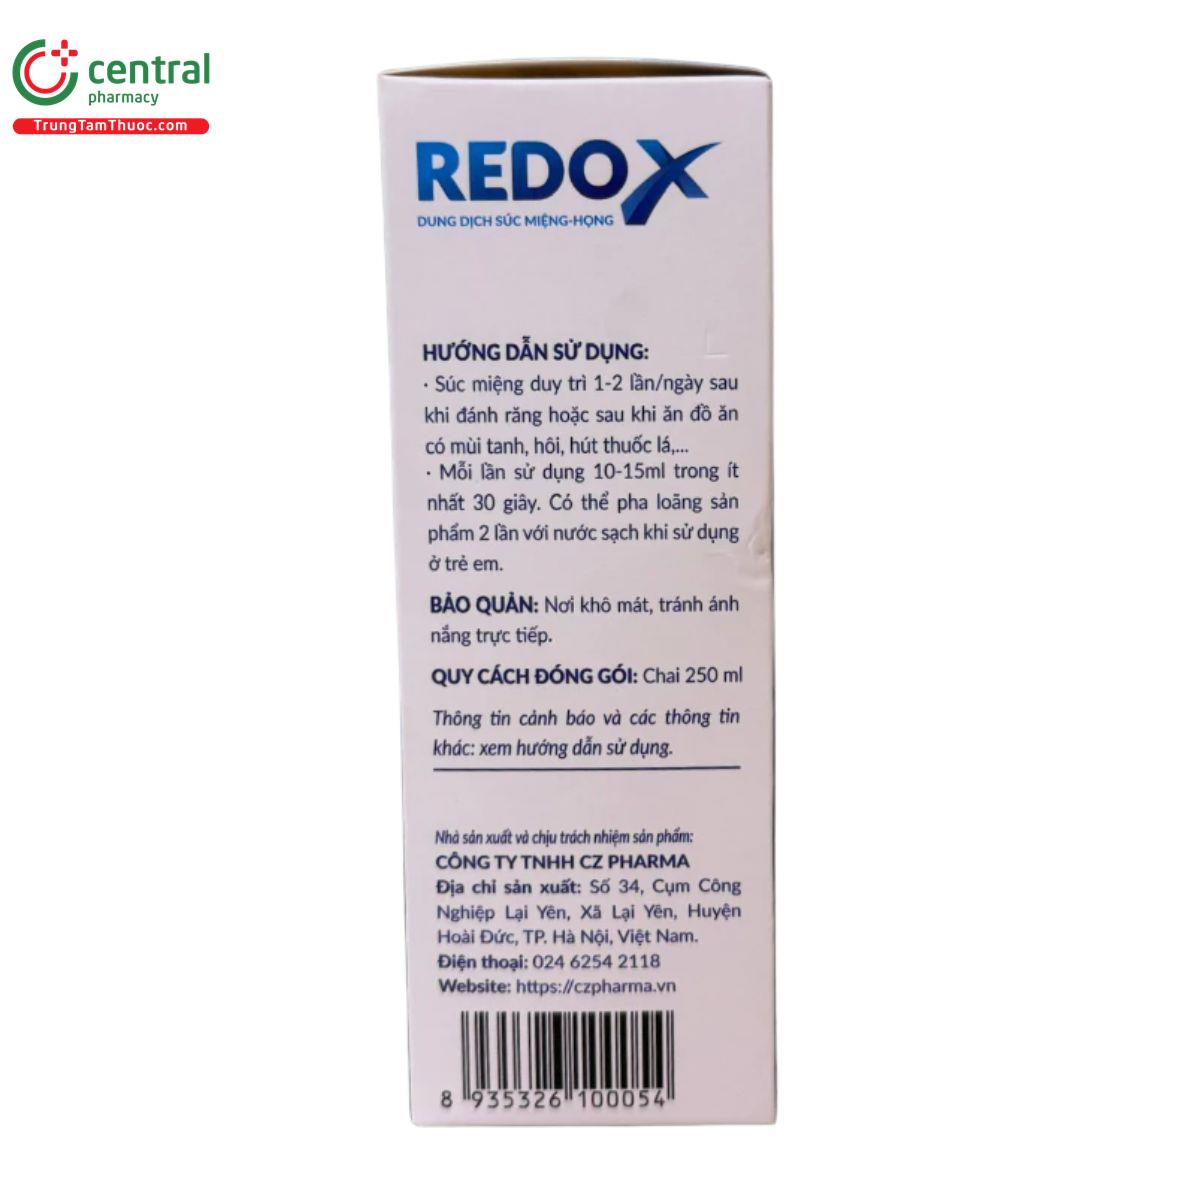 central
pharmacy
TrungTamThuoc.com
REDOX
DUNG DỊCH SÚC MIỆNG-HỌNG
HƯỚNG DẪN SỬ DỤNG:
· Súc miệng duy trì 1-2 lần/ngày sau
khi đánh răng hoặc sau khi ăn đồ ăn
có mùi tanh, hôi, hút thuốc lá,...
· Mỗi lần sử dụng 10-15ml trong ít
nhất 30 giây. Có thể pha loãng sản
phẩm 2 lần với nước sạch khi sử dụng
ở trẻ em.
BẢO QUẢN: Nơi khô mát, tránh ánh
nắng trực tiếp.
QUY CÁCH ĐÓNG GÓI: Chai 250 ml
Thông tin cảnh báo và các thông tin
khác: xem hướng dẫn sử dụng.
Nhà sản xuất và chịu trách nhiệm sản phẩm:
CÔNG TY TNHH CZ PHARMA
Địa chỉ sản xuất: Số 34, Cụm Công
Nghiệp Lại Yên, Xã Lại Yên, Huyện
Hoài Đức, TP. Hà Nội, Việt Nam.
Điện thoại: 024 6254 2118
Website: https://czpharma.vn
8 935326 100054